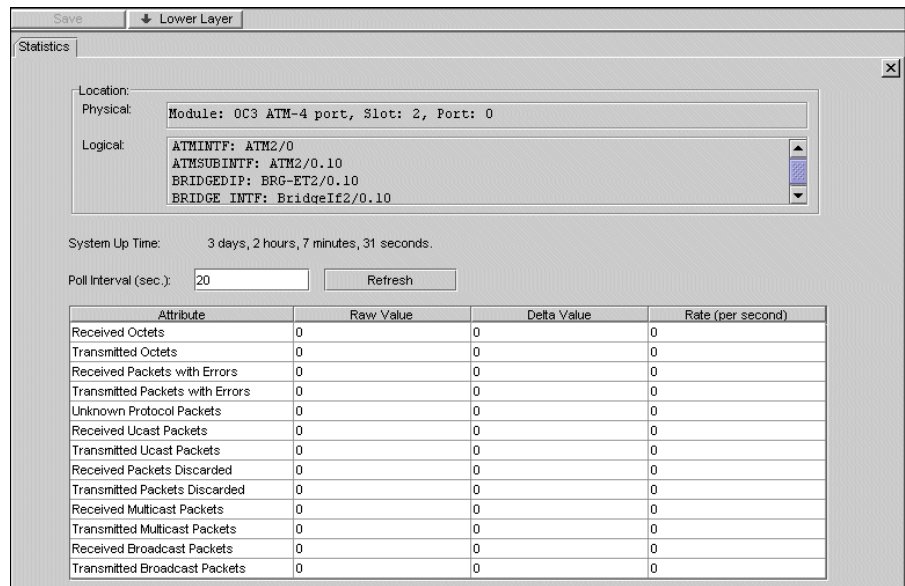 Save Lower Layer
Statistics
Location:
Physical: Module: OC3 ATM-4 port, Slot: 2, Port: 0
Logical: ATMINTF: ATM2/0
ATMSUBINTF: ATM2/0.10
BRIDGEDIP: BRG-ET2/0.10
BRIDGE INTF: BridgeIf2/0.10
System Up Time: 3 days, 2 hours, 7 minutes, 31 seconds.
Poll Interval (sec.): 20 Refresh
Attribute Raw Value Delta Value Rate (per second)
Received Octets 0 0 0
Transmitted Octets 0 0 0
Received Packets with Errors 0 0 0
Transmitted Packets with Errors 0 0 0
Unknown Protocol Packets 0 0 0
Received Ucast Packets 0 0 0
Transmitted Ucast Packets 0 0 0
Received Packets Discarded 0 0 0
Transmitted Packets Discarded 0 0 0
Received Multicast Packets 0 0 0
Transmitted Multicast Packets 0 0 0
Received Broadcast Packets 0 0 0
Transmitted Broadcast Packets 0 0 0